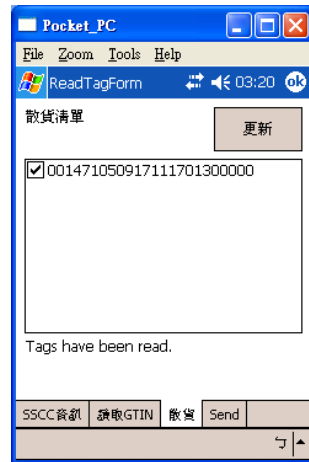 Pocket_PC
File Zoom Tools Help
ReadTagForm 03:20 ok
散貨清單
更新
001471050917111701300000
Tags have been read.
SSCC資訊 讀取GTIN 散貨 Send
ㄅ